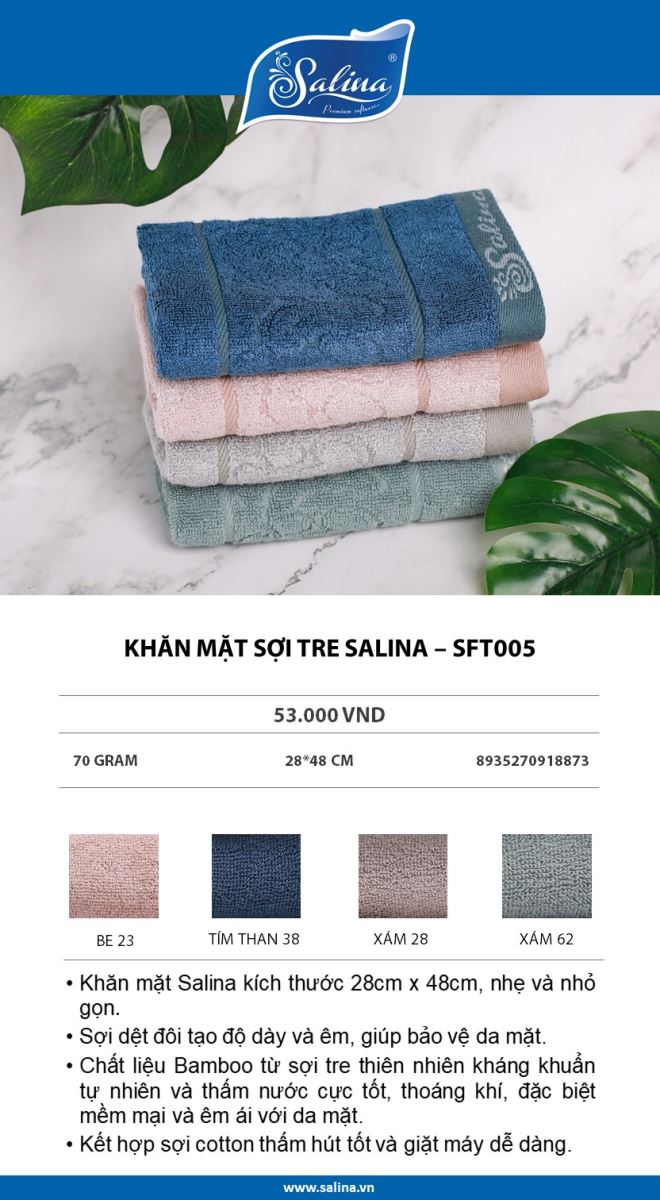 Salina®
Premium softness
Salina
KHĂN MẶT SỢI TRE SALINA – SFT005
53.000 VND
70 GRAM 28*48 CM 8935270918873
BE 23 TÍM THAN 38 XÁM 28 XÁM 62
• Khăn mặt Salina kích thước 28cm x 48cm, nhẹ và nhỏ
gọn.
• Sợi dệt đôi tạo độ dày và êm, giúp bảo vệ da mặt.
• Chất liệu Bamboo từ sợi tre thiên nhiên kháng khuẩn
tự nhiên và thấm nước cực tốt, thoáng khí, đặc biệt
mềm mại và êm ái với da mặt.
• Kết hợp sợi cotton thấm hút tốt và giặt máy dễ dàng.
www.salina.vn